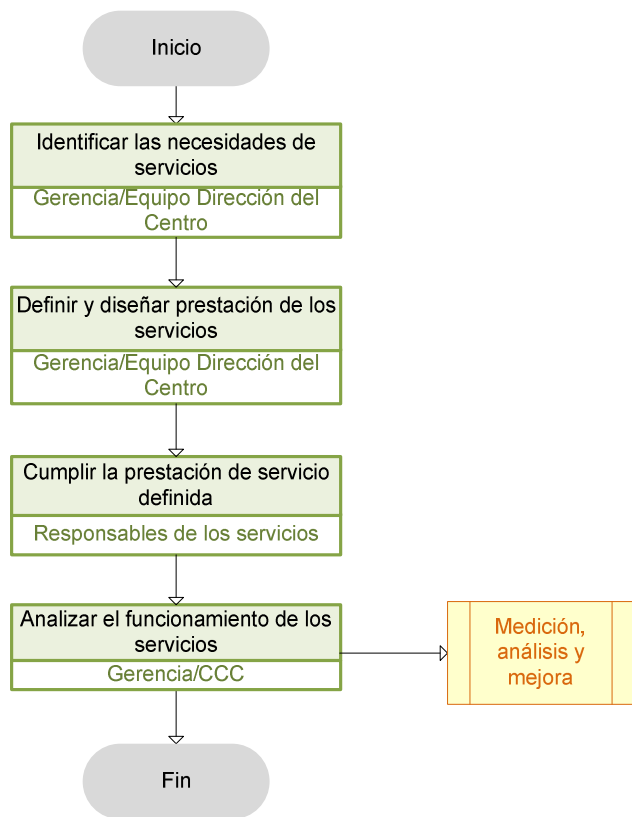 Inicio
Identificar las necesidades de
servicios
Gerencia/Equipo Dirección del
Centro
Definir y diseñar prestación de los
servicios
Gerencia/Equipo Dirección del
Centro
Cumplir la prestación de servicio
definida
Responsables de los servicios
Analizar el funcionamiento de los
servicios
Gerencia/CCC
Medición,
análisis y
mejora
Fin